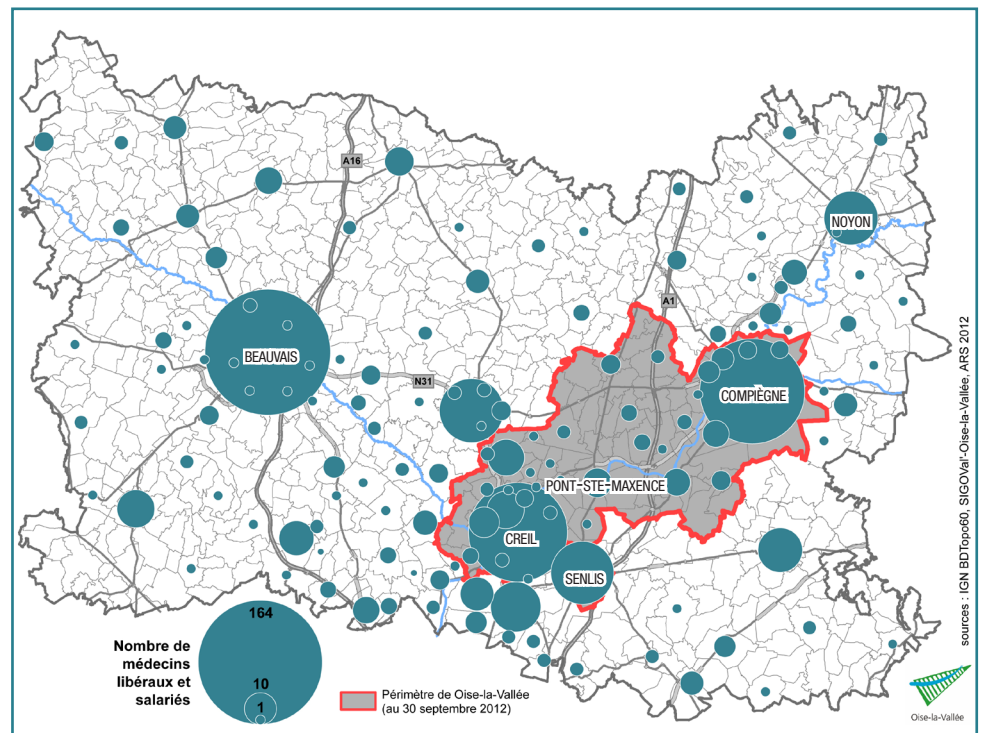 A16
NOYON
A1
BEAUVAIS
N31
COMPIÈGNE
PONT-STE-MAXENCE
CREIL
SENLIS
164
10
1
Nombre de
médecins
libéraux et
salariés
Périmètre de Oise-la-Vallée
(au 30 septembre 2012)
sources : IGN BDTopo60, SIGOVal'-Oise-la-Vallée, ARS 2012
Oise-la-Vallée